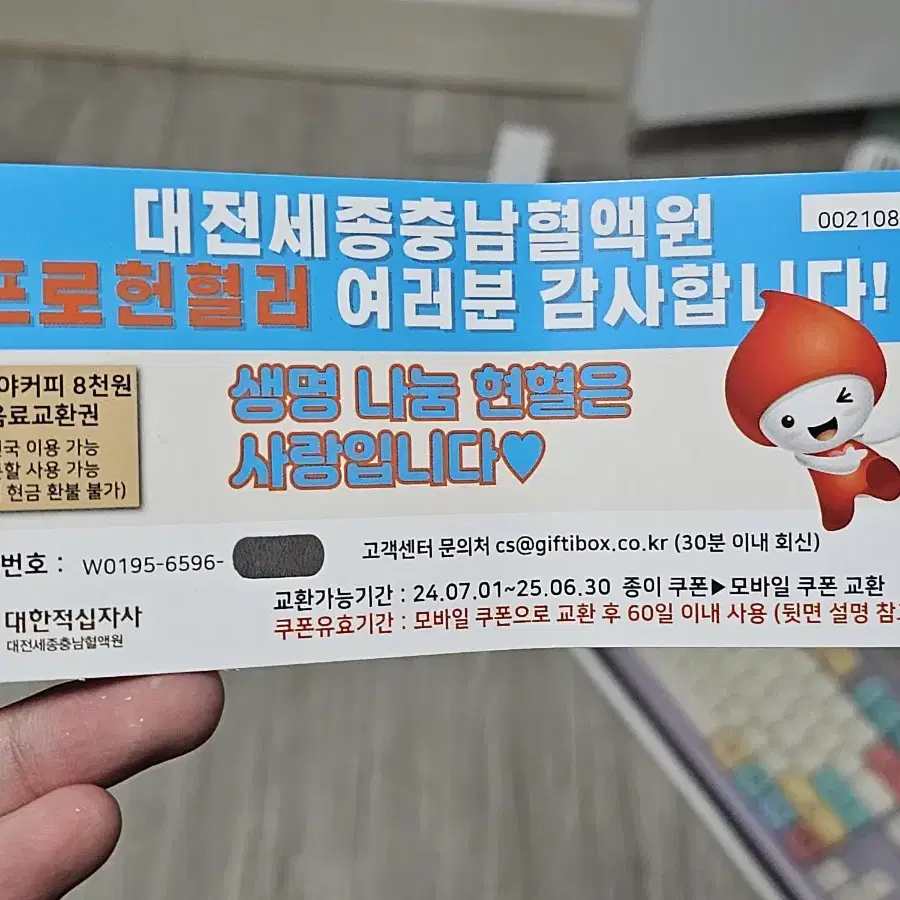 대전세종충남혈액원
002108
프로헌혈러 여러분 감사합니다!
야커피 8천원
음료교환권
전국 이용 가능
분할 사용 가능
현금 환불 불가)
생명 나눔 헌혈은
사랑입니다♥
번호 : W0195-6596-
고객센터 문의처 cs@giftibox.co.kr (30분 이내 회신)
교환가능기간 : 24.07.01~25.06.30 종이 쿠폰▶모바일 쿠폰 교환
쿠폰유효기간 : 모바일 쿠폰으로 교환 후 60일 이내 사용 (뒷면 설명 참고
대한적십자사
대전세종충남혈액원